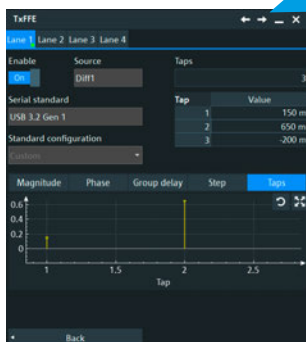 TxFFE
Lane 1 Lane 2 Lane 3 Lane 4
Enable Source Taps
On Diff1 3
Serial standard Tap Value
USB 3.2 Gen 1 1 150 m
2 650 m
Standard configuration 3 -200 m
Custom
Magnitude Phase Group delay Step Taps
0.6
0.4
0.2
0
1 1.5 2 2.5
Tap
Back